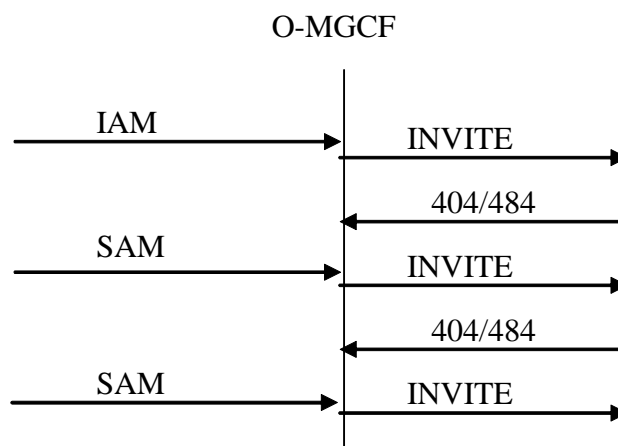 O-MGCF
IAM
INVITE
404/484
SAM
INVITE
404/484
SAM
INVITE